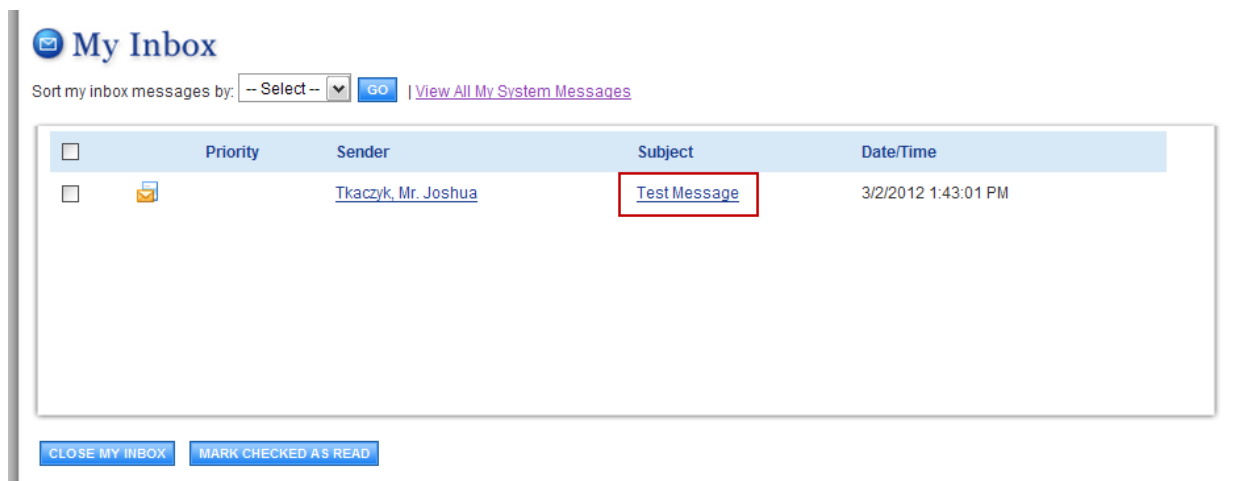 My Inbox
Sort my inbox messages by: -- Select -- GO | View All My System Messages
Priority Sender Subject Date/Time
Tkaczyk, Mr. Joshua Test Message 3/2/2012 1:43:01 PM
CLOSE MY INBOX MARK CHECKED AS READ